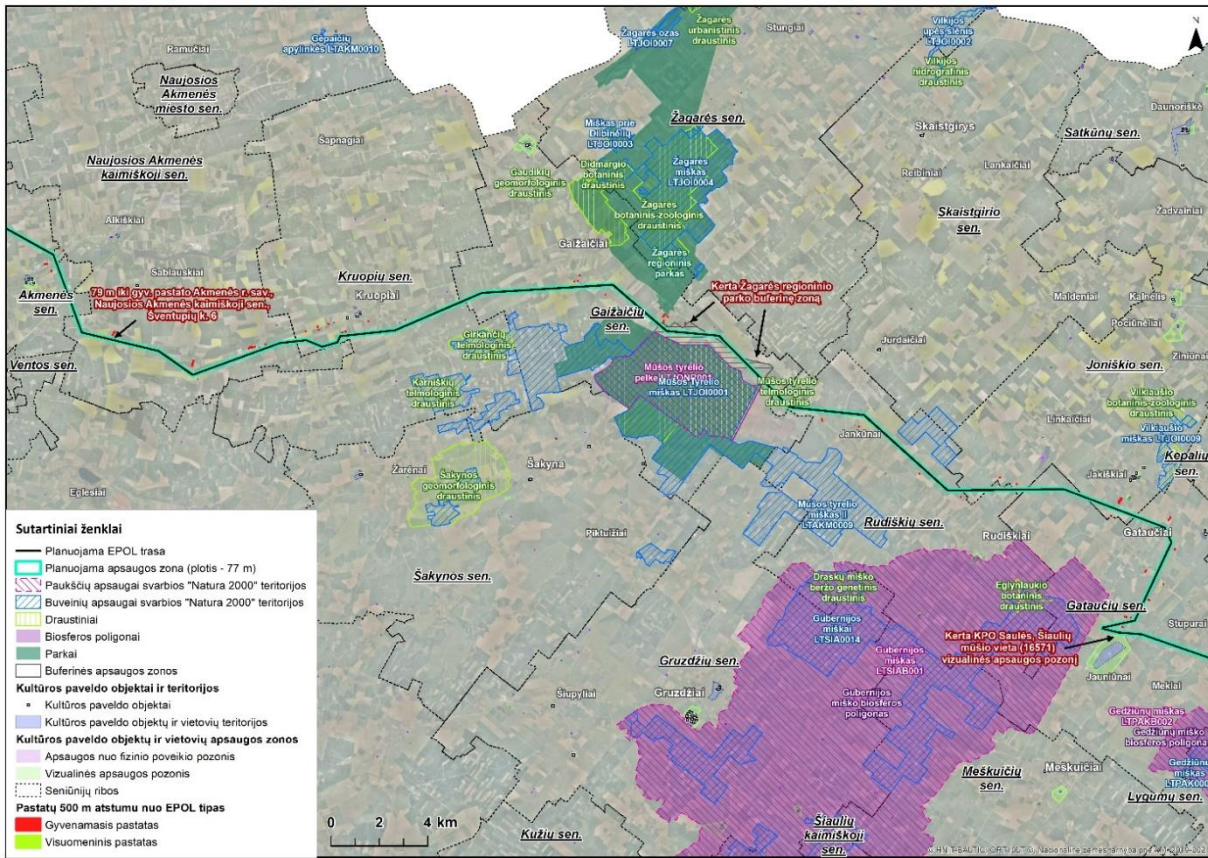 Gėpaičių
apylinkės LTAKM0010
Ramučiai
Naujosios
Akmenės
miesto sen.
Šapnagiai
Naujosios Akmenės
kaimiškoji sen.
Alkiškiai
Sablauskiai
Akmenės
sen.
79 m iki gyv. pastato Akmenės r. sav.,
Naujosios Akmenės kaimiškoji sen.,
Šventupių k. 6
Ventos sen.
Kruopių sen.
Kruopiai
Žagarės ozas
LTJOI0007
Žagarės
urbanistinis
draustinis
Stungiai
Vilkijos
upės slėnis
LTJOI0002
Vilkijos
hidrografinis
draustinis
N
Žagarės sen.
Miškas prie
Dilbinėlių
LTJOI0003
Didmargio
botaninis
draustinis
Gaudikių
geomorfologinis
draustinis
Žagarės
miškas
LTJOI0004
Žagarės
botaninis-zoologinis
draustinis
Žagarės
regioninis
parkas
Gaižaičiai
Gaižaičių
sen.
Skaistgirys
Lankaičiai
Reibiniai
Skaistgirio
sen.
Daunoriškė
Satkūnų sen.
Žadvainiai
Kerta Žagarės regioninio
parko buferinę zoną
Maldeniai
Kalnelis
Pociūnėliai
Jurdaičiai
Žiniūnai
Joniškio sen.
Girkančių
telmologinis
draustinis
Karniškių
telmologinis
draustinis
Mūšos tyrelio
miškas LTJOI0001
Mūšos tyrelio
telmologinis
draustinis
Vilkiaušio
botaninis-zoologinis
draustinis
Vilkiaušio
miškas LTJOI0009
Linkaičiai
Jankūnai
Jakiškiai
Kepalių
sen.
Žarėnai
Šakyna
Šakynos
geomorfologinis
draustinis
Eglesiai
Piktuižiai
Mūšos tyrelio
miškas II
LTAKM0009
Rudiškių sen.
Rudiškiai
Gataučiai
Šakynos sen.
Drąsų miško
beržo genetinis
draustinis
Eglynlaukio
botaninis
draustinis
Gubernijos
miškai
LTSIA0014
Gataučių sen.
Stupurai
Kerta KPO Saulės, Šiaulių
mūšio vieta (16571)
vizualinės apsaugos pozonį
Jauniūnai
Meklai
Gruzdžių sen.
Gruzdžiai
Šiupyliai
Gubernijos
miškas
LTSIAB001
Gubernijos
miško biosferos
poligonas
Gedžiūnų miškas
LTPAKB002
Gedžiūnų miško
biosferos poligonas
Gedžiūnų
miškas
Meškuičių
sen.
Meškuičiai
Lygumų sen.
Kužių sen.
Šiaulių
kaimiškoji
sen.
Sutartiniai ženklai
Planuojama EPOL trasa
Planuojama apsaugos zona (plotis - 77 m)
Paukščių apsaugai svarbios "Natura 2000" teritorijos
Buveinių apsaugai svarbios "Natura 2000" teritorijos
Draustiniai
Biosferos poligonai
Parkai
Buferinės apsaugos zonos
Kultūros paveldo objektai ir teritorijos
Kultūros paveldo objektai
Kultūros paveldo objektų ir vietovių teritorijos
Kultūros paveldo objektų ir vietovių apsaugos zonos
Apsaugos nuo fizinio poveikio pozonis
Vizualinės apsaugos pozonis
Seniūnijų ribos
Pastatų 500 m atstumu nuo EPOL tipas
Gyvenamasis pastatas
Visuomeninis pastatas
0 2 4 km